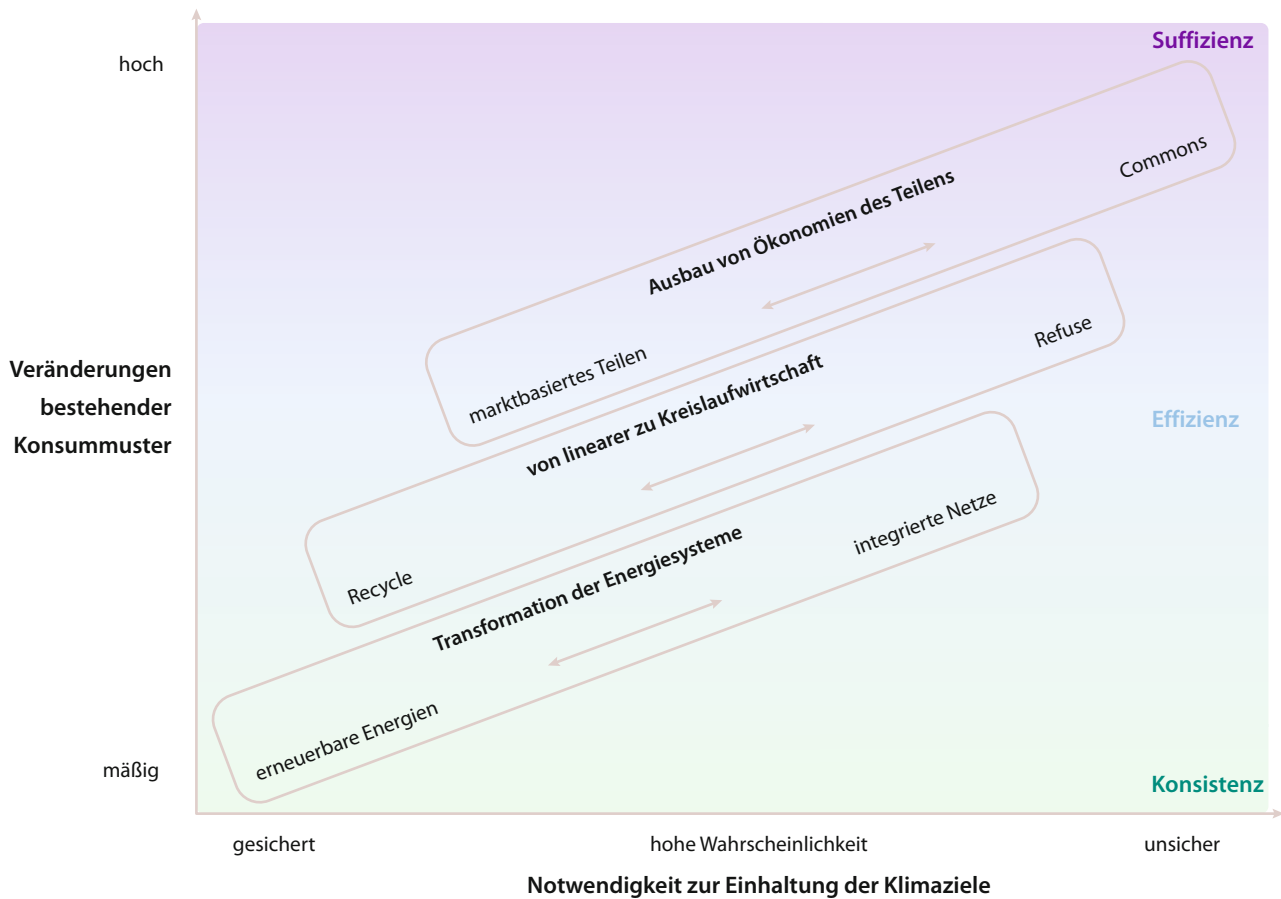 Suffizienz
hoch
Commons
Ausbau von Ökonomien des Teilens
marktbasiertes Teilen
Refuse
Veränderungen
bestehender
Konsummuster
von linearer zu Kreislaufwirtschaft
Effizienz
Recycle
integrierte Netze
Transformation der Energiesysteme
erneuerbare Energien
mäßig
Konsistenz
gesichert
hohe Wahrscheinlichkeit
unsicher
Notwendigkeit zur Einhaltung der Klimaziele